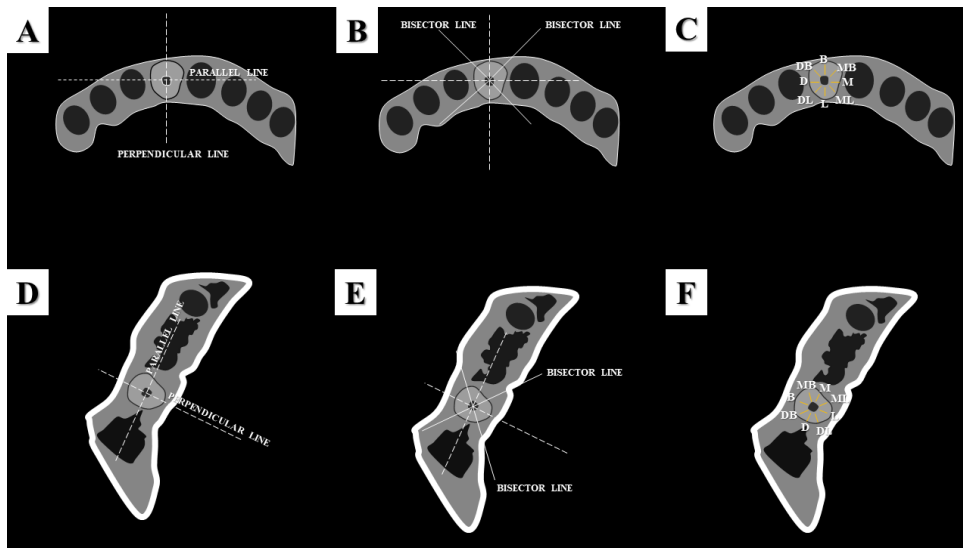 A
PARALLEL LINE
PERPENDICULAR LINE
B
BISECTOR LINE
BISECTOR LINE
C
B
DB
MB
D
M
DL
L
ML
D
PARALLEL LINE
PERPENDICULAR LINE
E
BISECTOR LINE
BISECTOR LINE
F
MB
M
B
ML
DB
L
D
DL